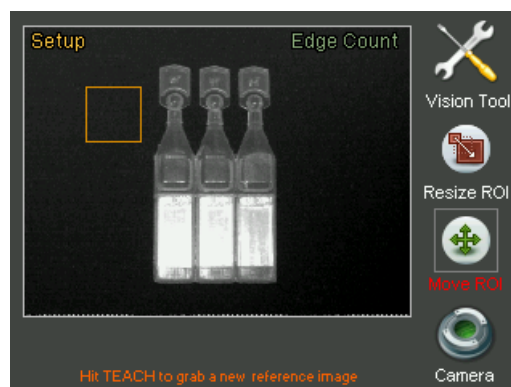 Setup
Edge Count
Vision Tool
Resize ROI
Move ROI
Camera
Hit TEACH to grab a new reference image